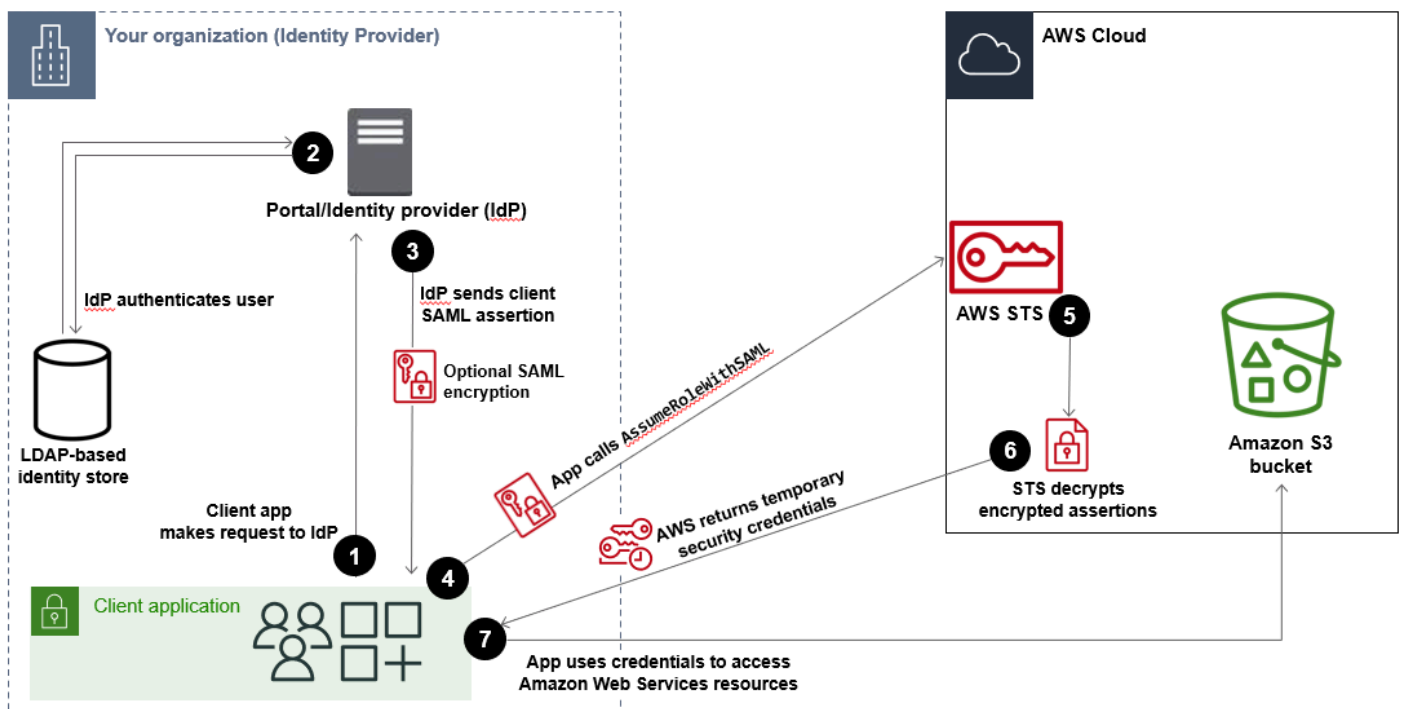 Your organization (Identity Provider)
AWS Cloud
2
Portal/Identity provider (IdP)
3
IdP authenticates user
IdP sends client
SAML assertion
Optional SAML
encryption
LDAP-based
identity store
Client app
makes request to IdP
1
4
App calls AssumeRoleWithSAML
AWS STS
5
6
STS decrypts
encrypted assertions
Amazon S3
bucket
AWS returns temporary
security credentials
Client application
7
App uses credentials to access
Amazon Web Services resources